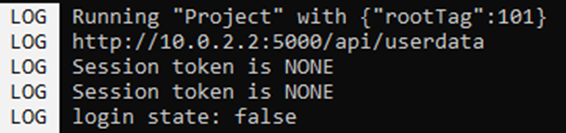 LOG Running "Project" with {"rootTag":101}
LOG http://10.0.2.2:5000/api/userdata
LOG Session token is NONE
LOG Session token is NONE
LOG login state: false